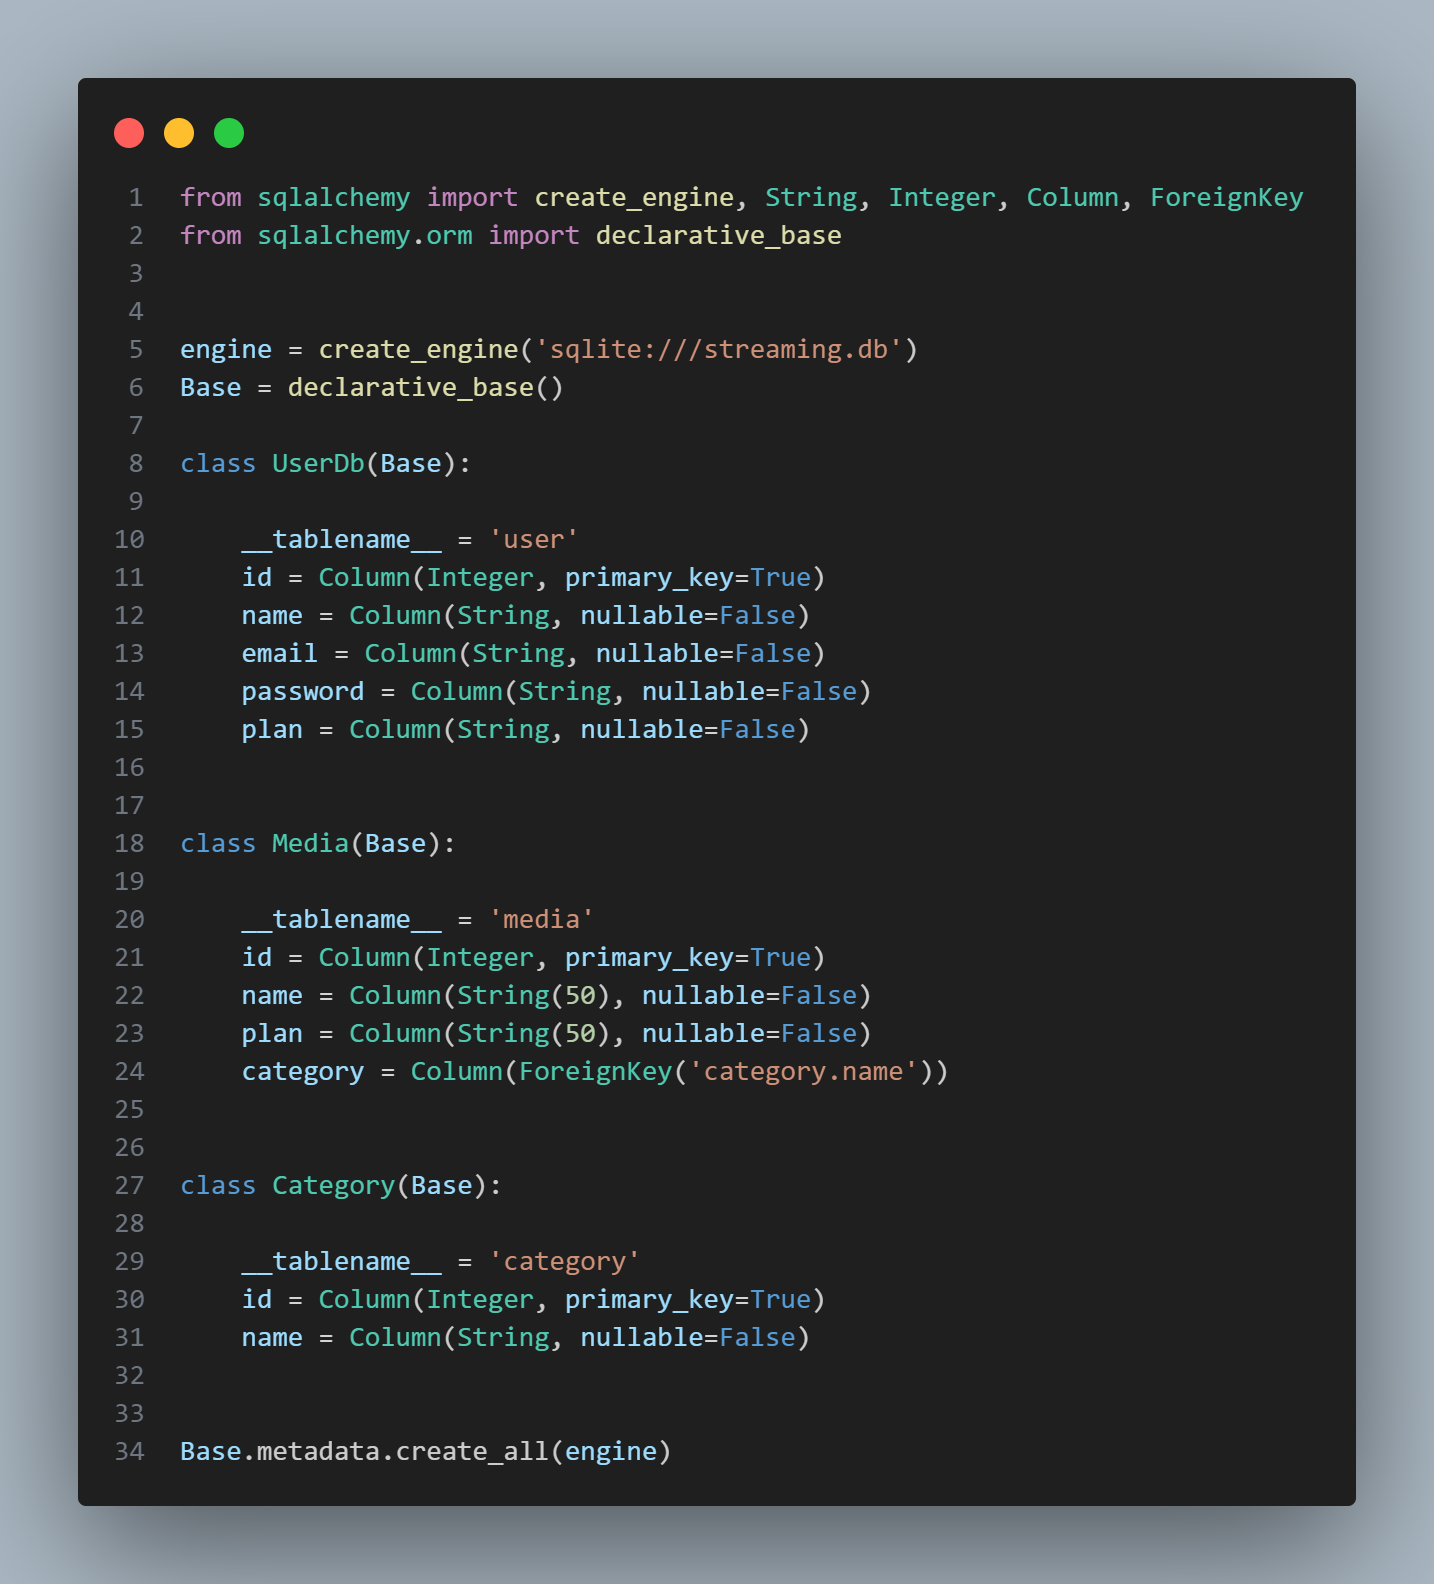 1 from sqlalchemy import create_engine, String, Integer, Column, ForeignKey
2 from sqlalchemy.orm import declarative_base
3
4
5 engine = create_engine('sqlite:///streaming.db')
6 Base = declarative_base()
7
8 class UserDb(Base):
9
10     __tablename__ = 'user'
11     id = Column(Integer, primary_key=True)
12     name = Column(String, nullable=False)
13     email = Column(String, nullable=False)
14     password = Column(String, nullable=False)
15     plan = Column(String, nullable=False)
16
17
18 class Media(Base):
19
20     __tablename__ = 'media'
21     id = Column(Integer, primary_key=True)
22     name = Column(String(50), nullable=False)
23     plan = Column(String(50), nullable=False)
24     category = Column(ForeignKey('category.name'))
25
26
27 class Category(Base):
28
29     __tablename__ = 'category'
30     id = Column(Integer, primary_key=True)
31     name = Column(String, nullable=False)
32
33
34 Base.metadata.create_all(engine)